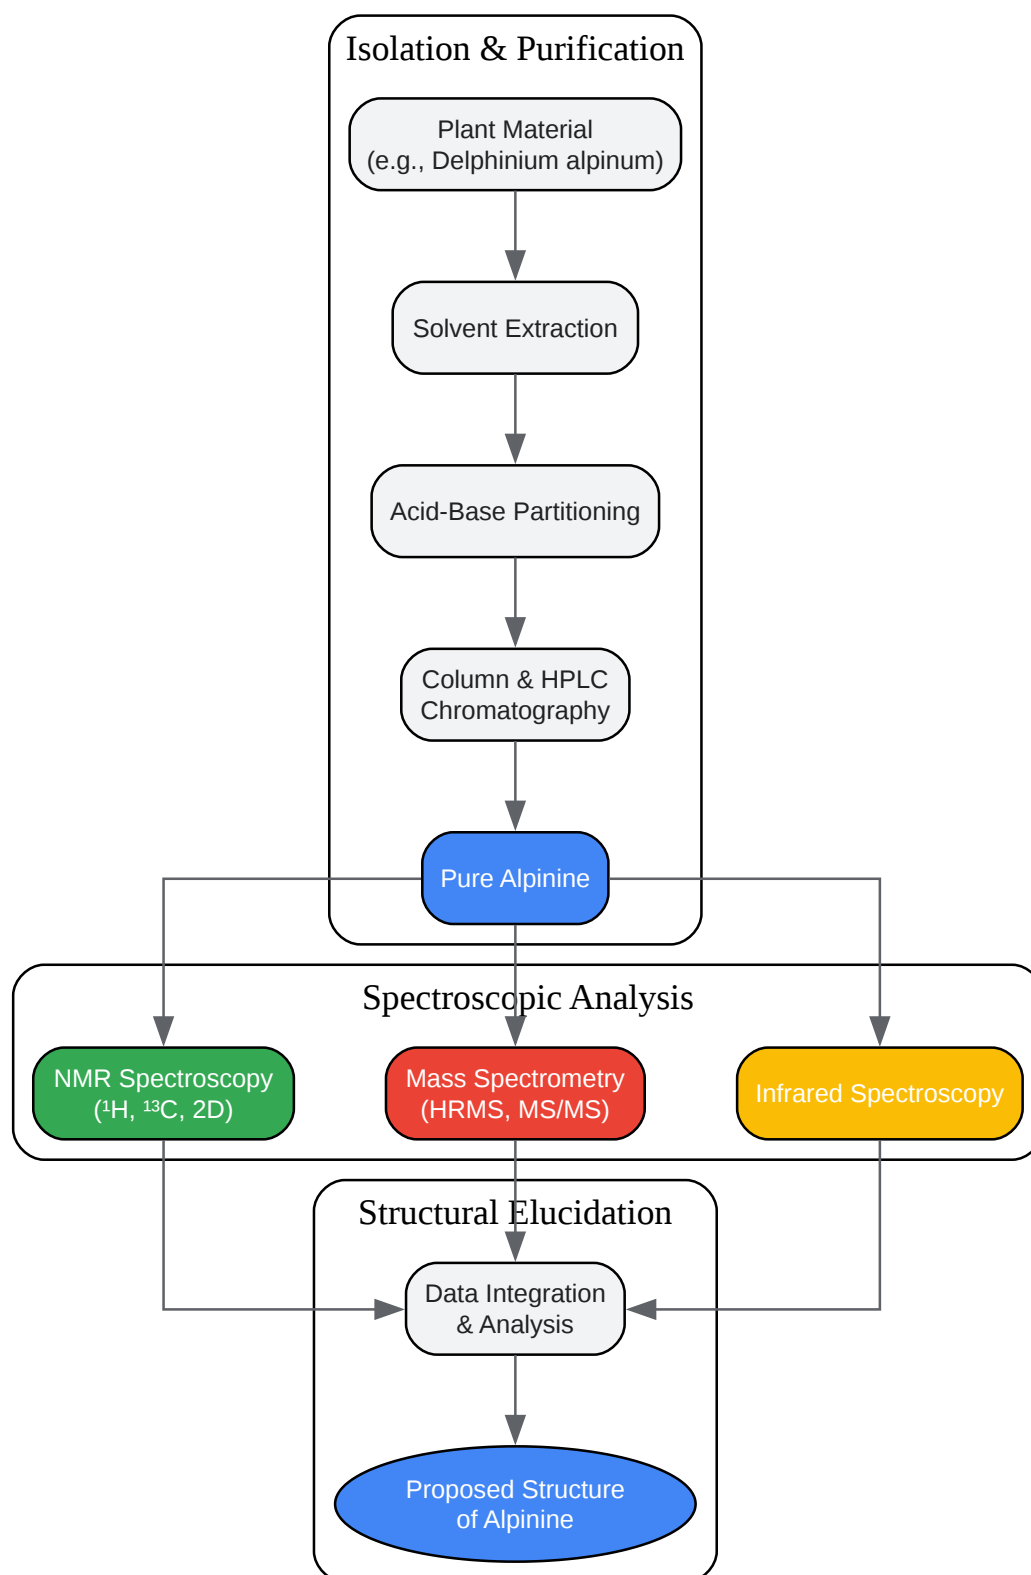 Isolation & Purification
Plant Material
(e.g., Delphinium alpinum)
Solvent Extraction
Acid-Base Partitioning
Column & HPLC
Chromatography
Pure Alpinine
Spectroscopic Analysis
NMR Spectroscopy
(¹H, ¹³C, 2D)
Mass Spectrometry
(HRMS, MS/MS)
Infrared Spectroscopy
Structural Elucidation
Data Integration
& Analysis
Proposed Structure
of Alpinine